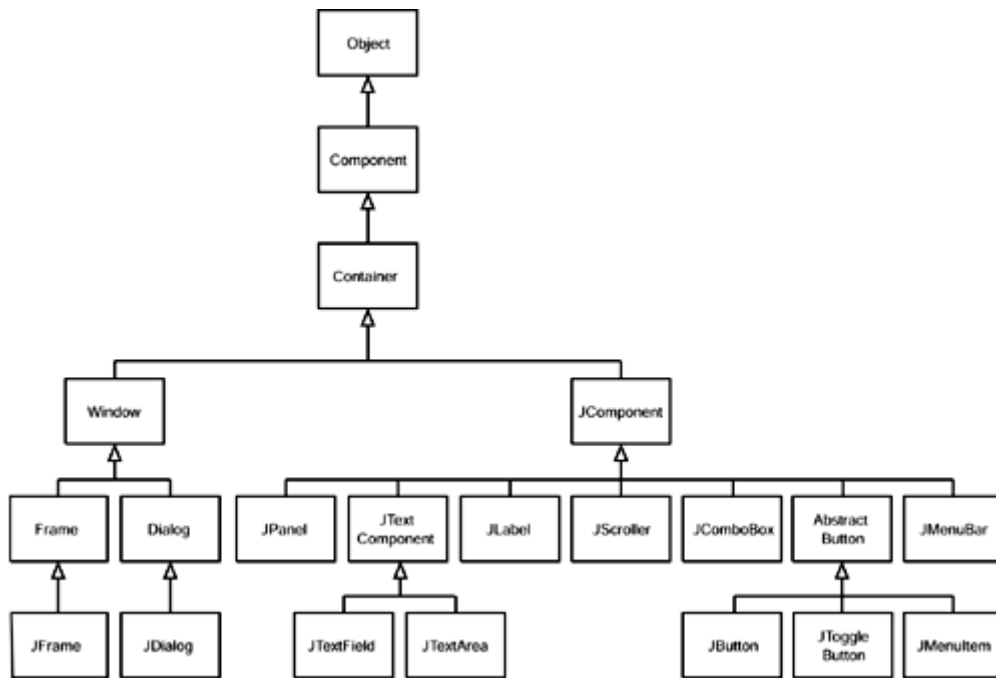 Object
Component
Container
Window
JComponent
Frame
Dialog
JPanel
JText
Component
JLabel
JScroller
JComboBox
Abstract
Button
JMenuBar
JFrame
JDialog
JTextField
JTextArea
JButton
JToggle
Button
JMenuItem